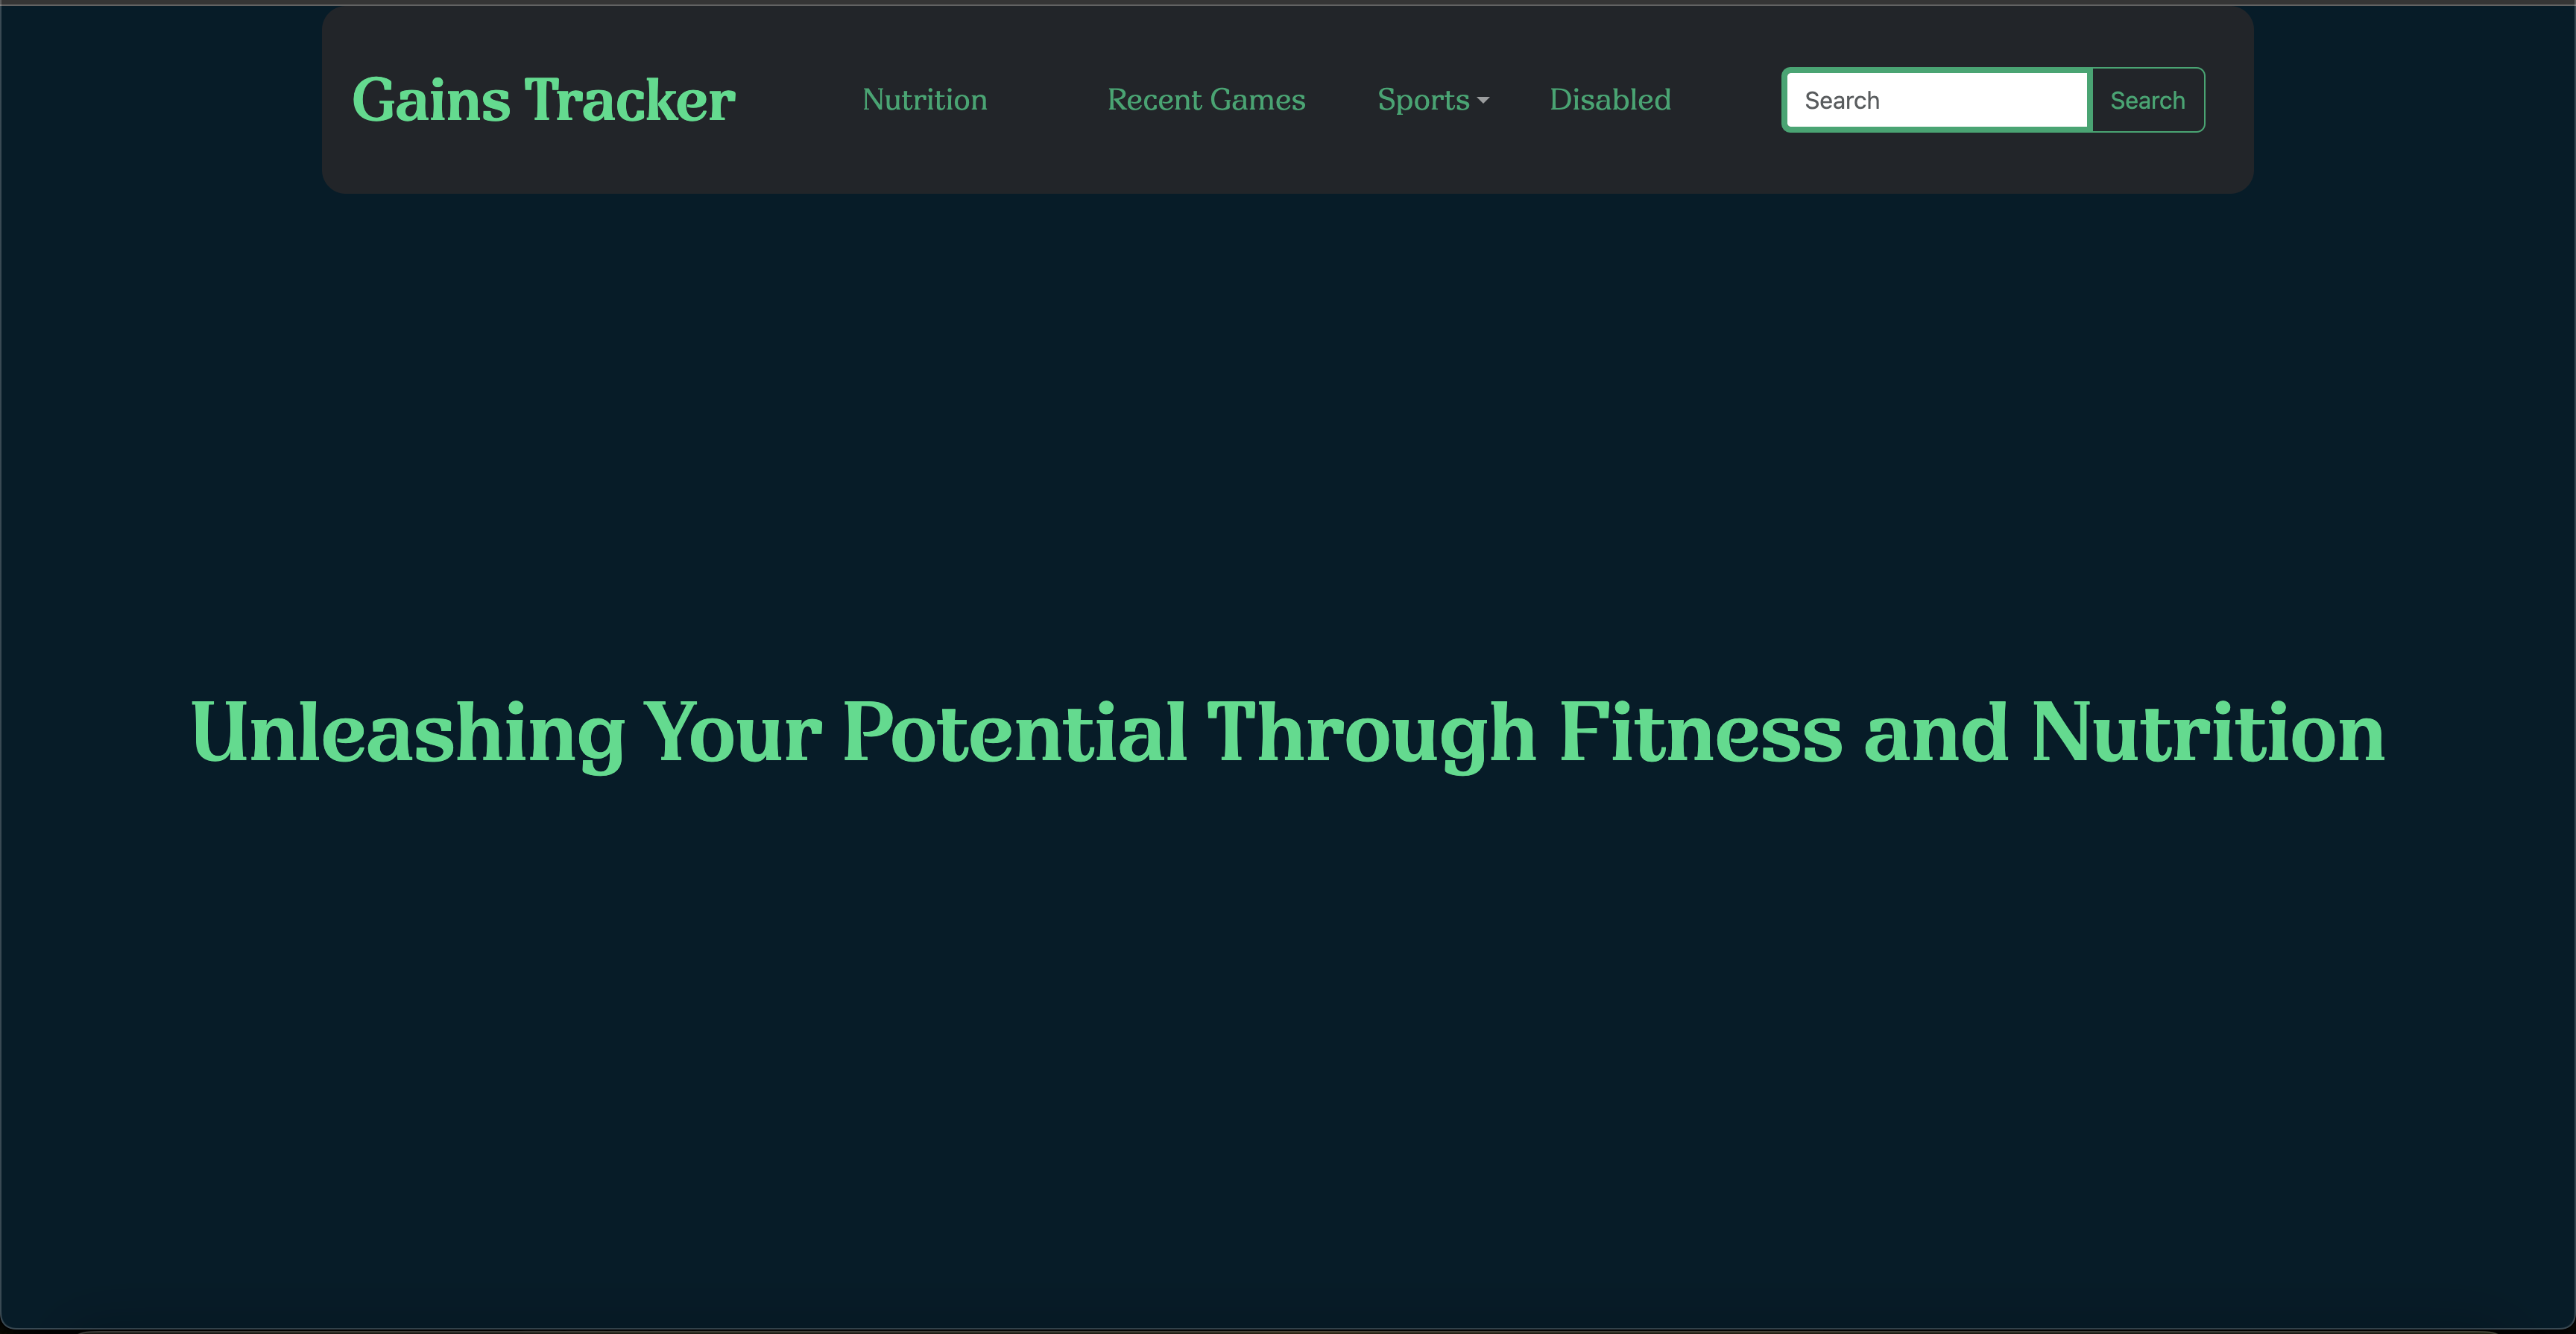 Gains Tracker Nutrition Recent Games Sports Disabled Search Search
Unleashing Your Potential Through Fitness and Nutrition